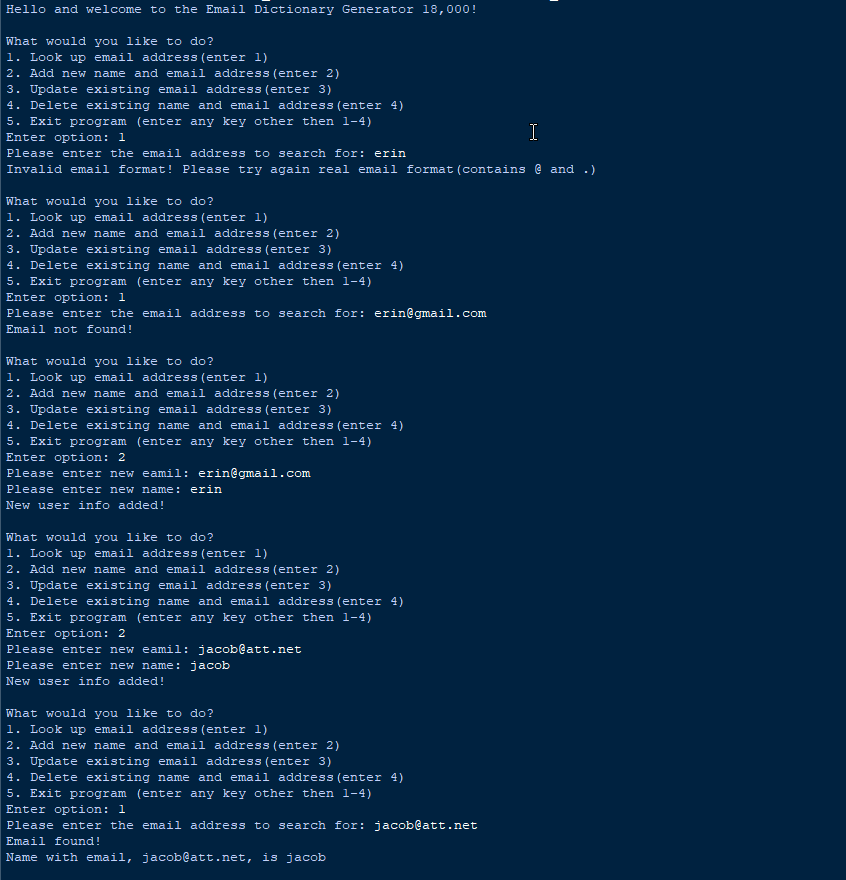 Hello and welcome to the Email Dictionary Generator 18,000!
What would you like to do?
1. Look up email address(enter 1)
2. Add new name and email address(enter 2)
3. Update existing email address(enter 3)
4. Delete existing name and email address(enter 4)
5. Exit program (enter any key other then 1-4)
Enter option: 1
Please enter the email address to search for: erin
Invalid email format! Please try again real email format(contains @ and .)
What would you like to do?
1. Look up email address(enter 1)
2. Add new name and email address(enter 2)
3. Update existing email address(enter 3)
4. Delete existing name and email address(enter 4)
5. Exit program (enter any key other then 1-4)
Enter option: 1
Please enter the email address to search for: erin@gmail.com
Email not found!
What would you like to do?
1. Look up email address(enter 1)
2. Add new name and email address(enter 2)
3. Update existing email address(enter 3)
4. Delete existing name and email address(enter 4)
5. Exit program (enter any key other then 1-4)
Enter option: 2
Please enter new eamil: erin@gmail.com
Please enter new name: erin
New user info added!
What would you like to do?
1. Look up email address(enter 1)
2. Add new name and email address(enter 2)
3. Update existing email address(enter 3)
4. Delete existing name and email address(enter 4)
5. Exit program (enter any key other then 1-4)
Enter option: 2
Please enter new eamil: jacob@att.net
Please enter new name: jacob
New user info added!
What would you like to do?
1. Look up email address(enter 1)
2. Add new name and email address(enter 2)
3. Update existing email address(enter 3)
4. Delete existing name and email address(enter 4)
5. Exit program (enter any key other then 1-4)
Enter option: 1
Please enter the email address to search for: jacob@att.net
Email found!
Name with email, jacob@att.net, is jacob